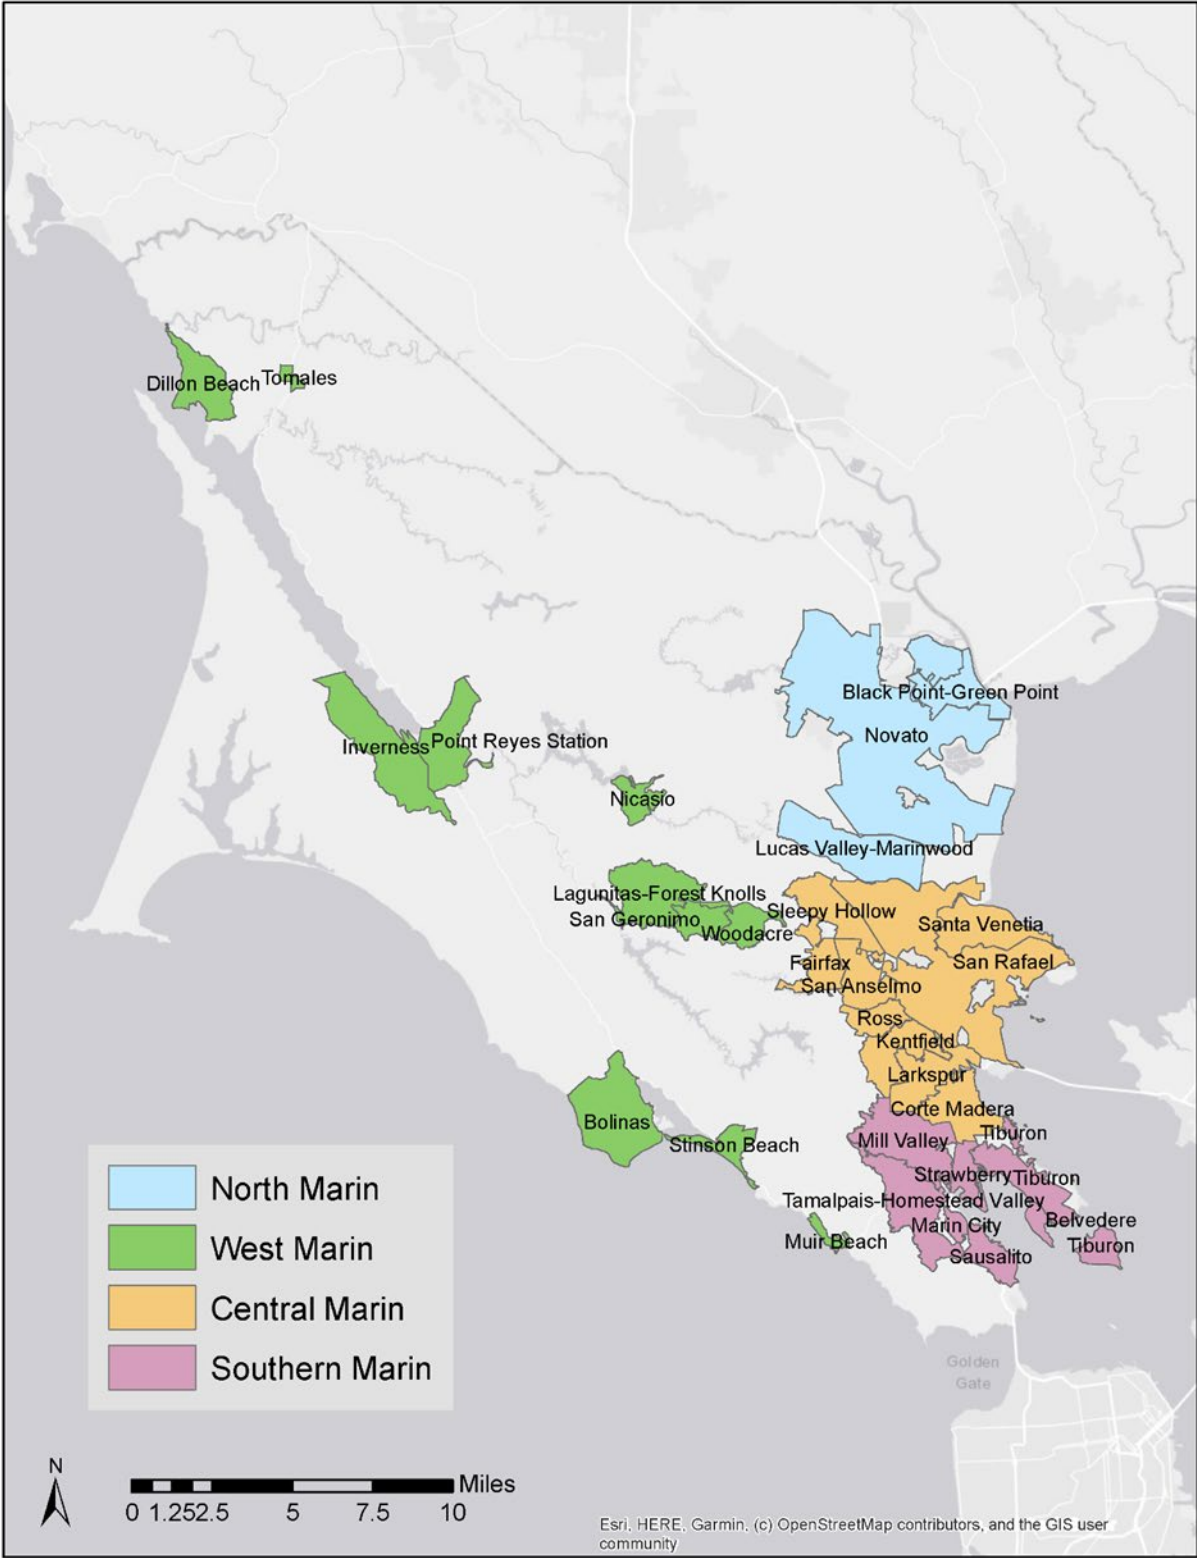 Dillon Beach
Tomales
Black Point-Green Point
Novato
Inverness
Point Reyes Station
Nicasio
Lucas Valley-Marinwood
Lagunitas-Forest Knolls
San Geronimo
Woodacre
Sleepy Hollow
Santa Venetia
Fairfax
San Rafael
San Anselmo
Ross
Kentfield
Larkspur
Corte Madera
Bolinas
Stinson Beach
Mill Valley
Tiburon
Strawberry
Tiburon
Tamalpais-Homestead Valley
Marin City
Belvedere
Tiburon
Muir Beach
Sausalito
North Marin
West Marin
Central Marin
Southern Marin
Golden
Gate
N
Miles
0 1.25 2.5 5 7.5 10
Esri, HERE, Garmin, (c) OpenStreetMap contributors, and the GIS user
community